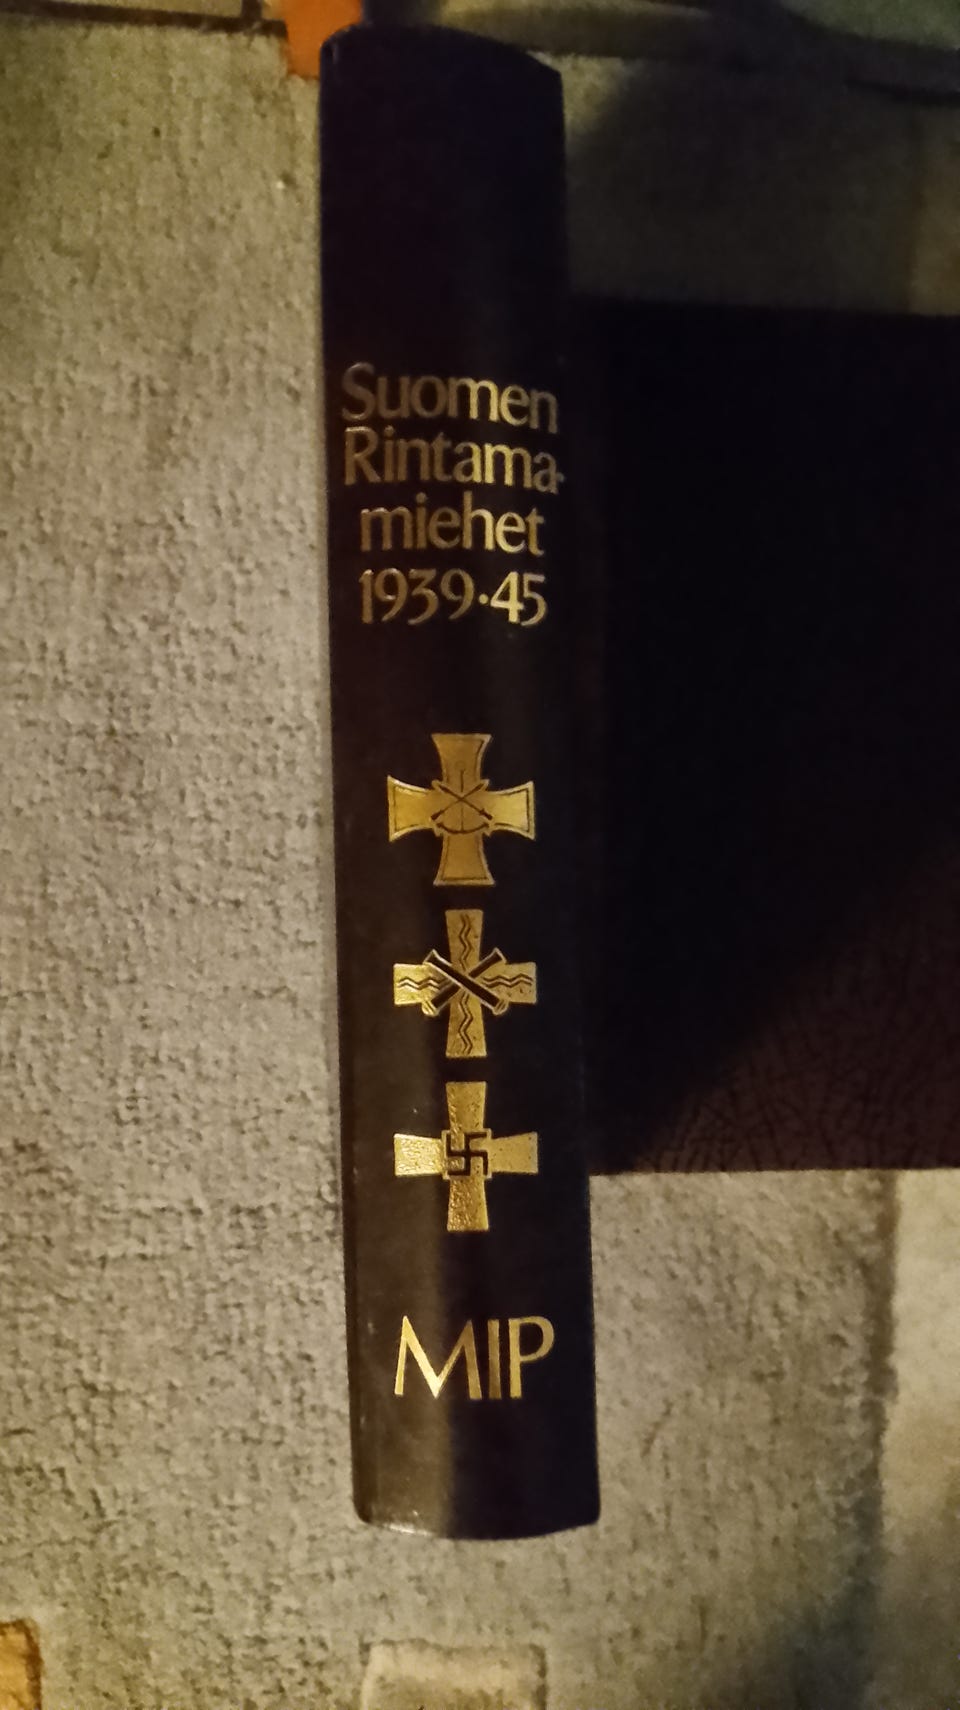 Suomen
Rintama-
miehet
1939·45
MIP